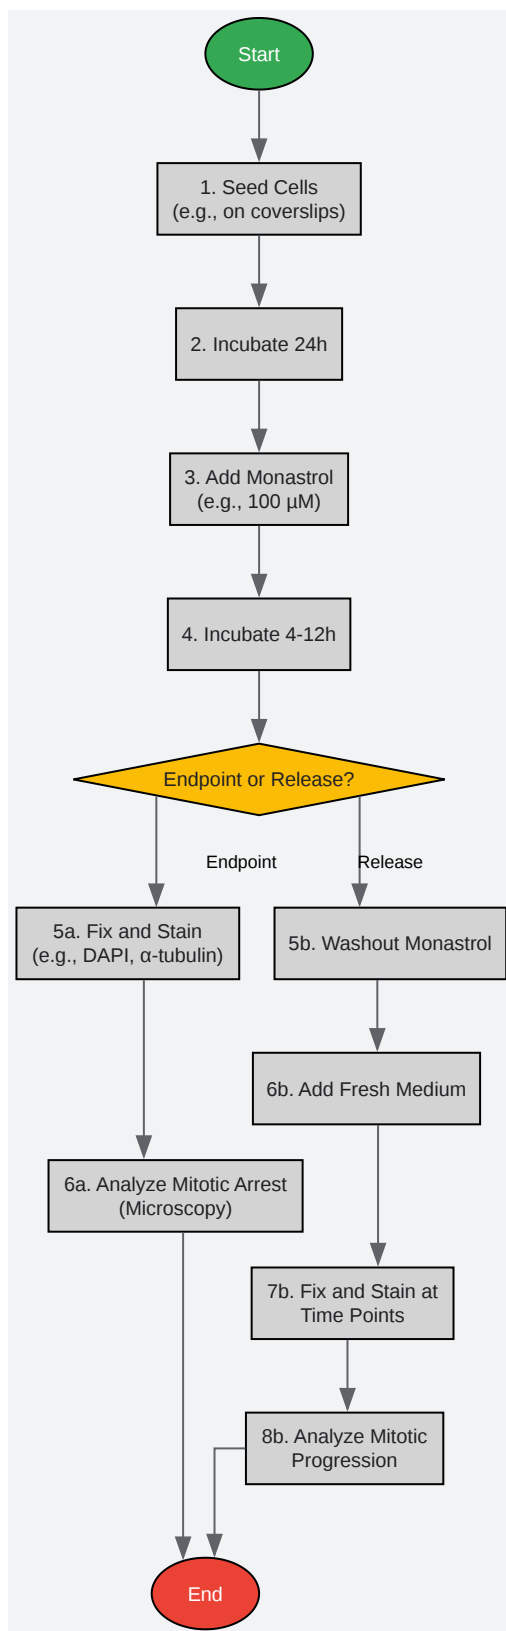 Start
1. Seed Cells
(e.g., on coverslips)
2. Incubate 24h
3. Add Monastrol
(e.g., 100 µM)
4. Incubate 4-12h
Endpoint or Release?
Endpoint
Release
5a. Fix and Stain
(e.g., DAPI, α-tubulin)
5b. Washout Monastrol
6b. Add Fresh Medium
6a. Analyze Mitotic Arrest
(Microscopy)
7b. Fix and Stain at
Time Points
8b. Analyze Mitotic
Progression
End